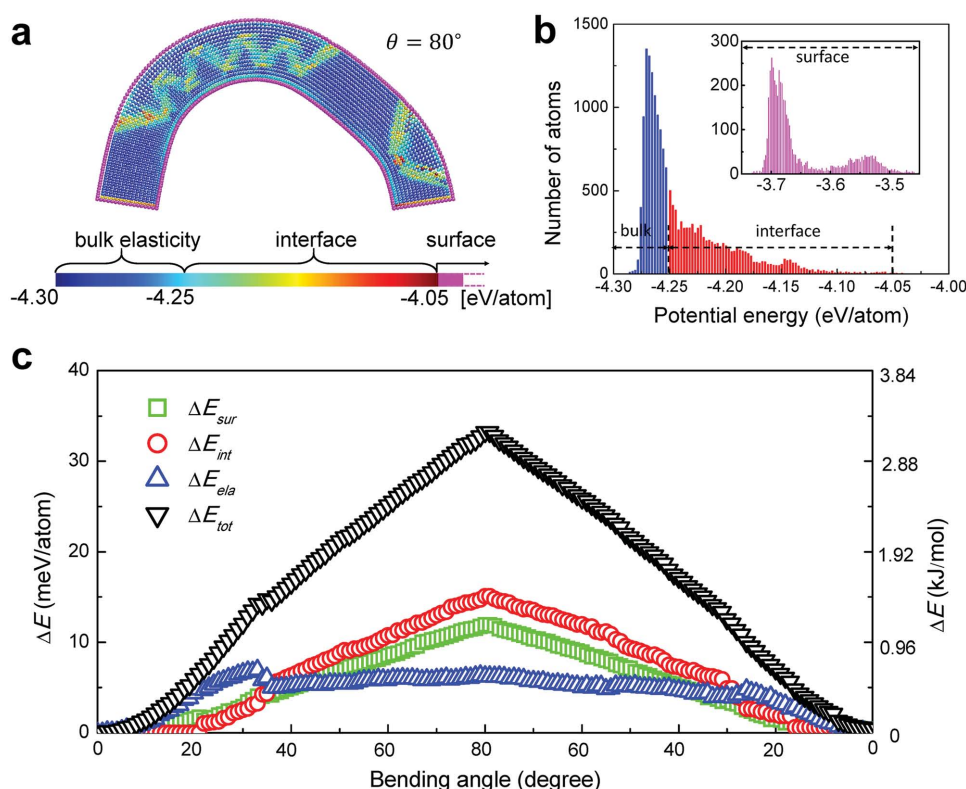 a
θ = 80°
bulk elasticity interface surface
-4.30 -4.25 -4.05 [eV/atom]
b
Number of atoms
1500
1000
500
0
300
200
100
0
surface
-3.7 -3.6 -3.5
bulk interface
-4.30 -4.25 -4.20 -4.15 -4.10 -4.05 -4.00
Potential energy (eV/atom)
c
ΔE (meV/atom)
40
30
20
10
0
ΔE_sur
ΔE_int
ΔE_ela
ΔE_tot
3.84
2.88
1.92
0.96
0
ΔE (kJ/mol)
0 20 40 60 80 60 40 20 0
Bending angle (degree)